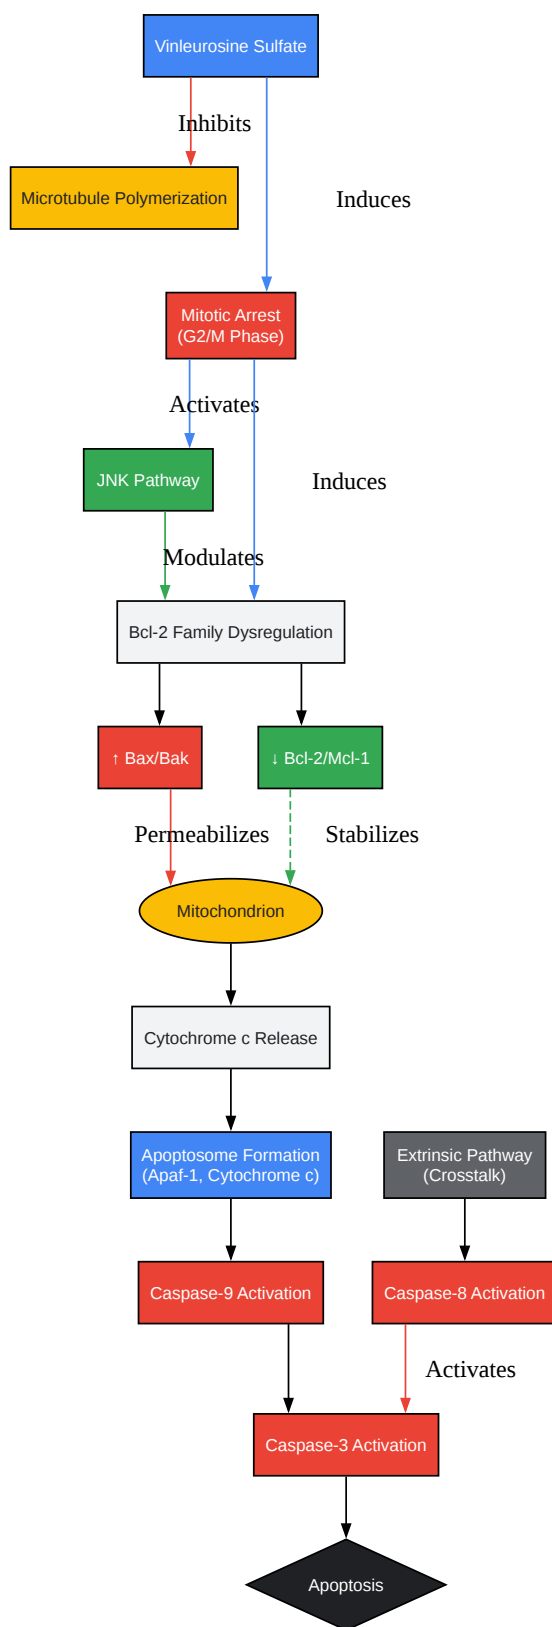 Vinleurosine Sulfate
Inhibits
Microtubule Polymerization
Induces
Mitotic Arrest
(G2/M Phase)
Activates
JNK Pathway
Induces
Modulates
Bcl-2 Family Dysregulation
↑ Bax/Bak
↓ Bcl-2/Mcl-1
Permeabilizes
Stabilizes
Mitochondrion
Cytochrome c Release
Apoptosome Formation
(Apaf-1, Cytochrome c)
Extrinsic Pathway
(Crosstalk)
Caspase-9 Activation
Caspase-8 Activation
Activates
Caspase-3 Activation
Apoptosis